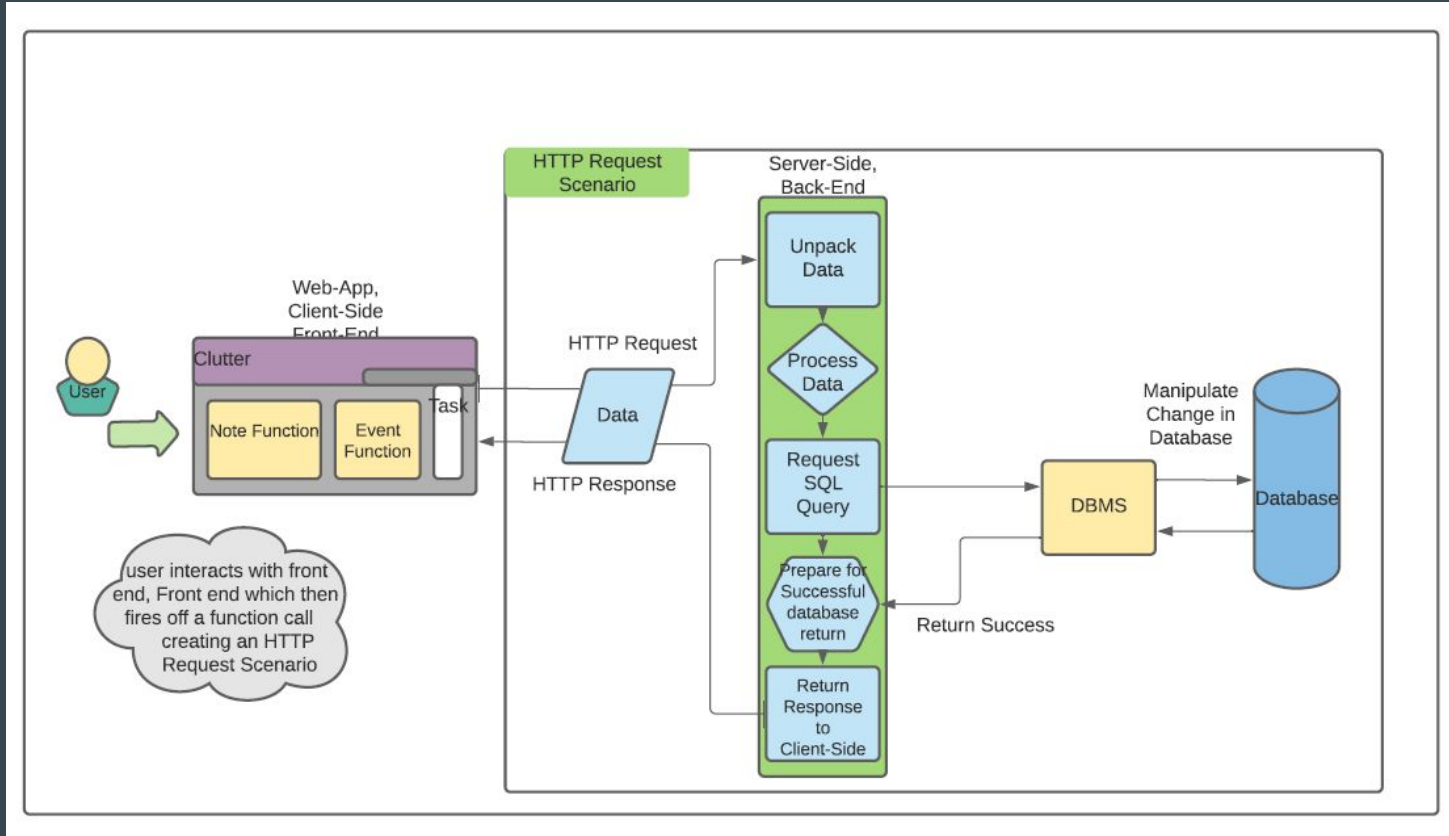 HTTP Request
Scenario
Server-Side,
Back-End
Unpack
Data
Process
Data
Request
SQL
Query
Prepare for
Successful
database
return
Return
Response
to
Client-Side
Web-App,
Client-Side
Front-End
Clutter
Note Function
Event
Function
Task
User
HTTP Request
Data
HTTP Response
DBMS
Manipulate
Change in
Database
Database
Return Success
user interacts with front
end, Front end which then
fires off a function call
creating an HTTP
Request Scenario